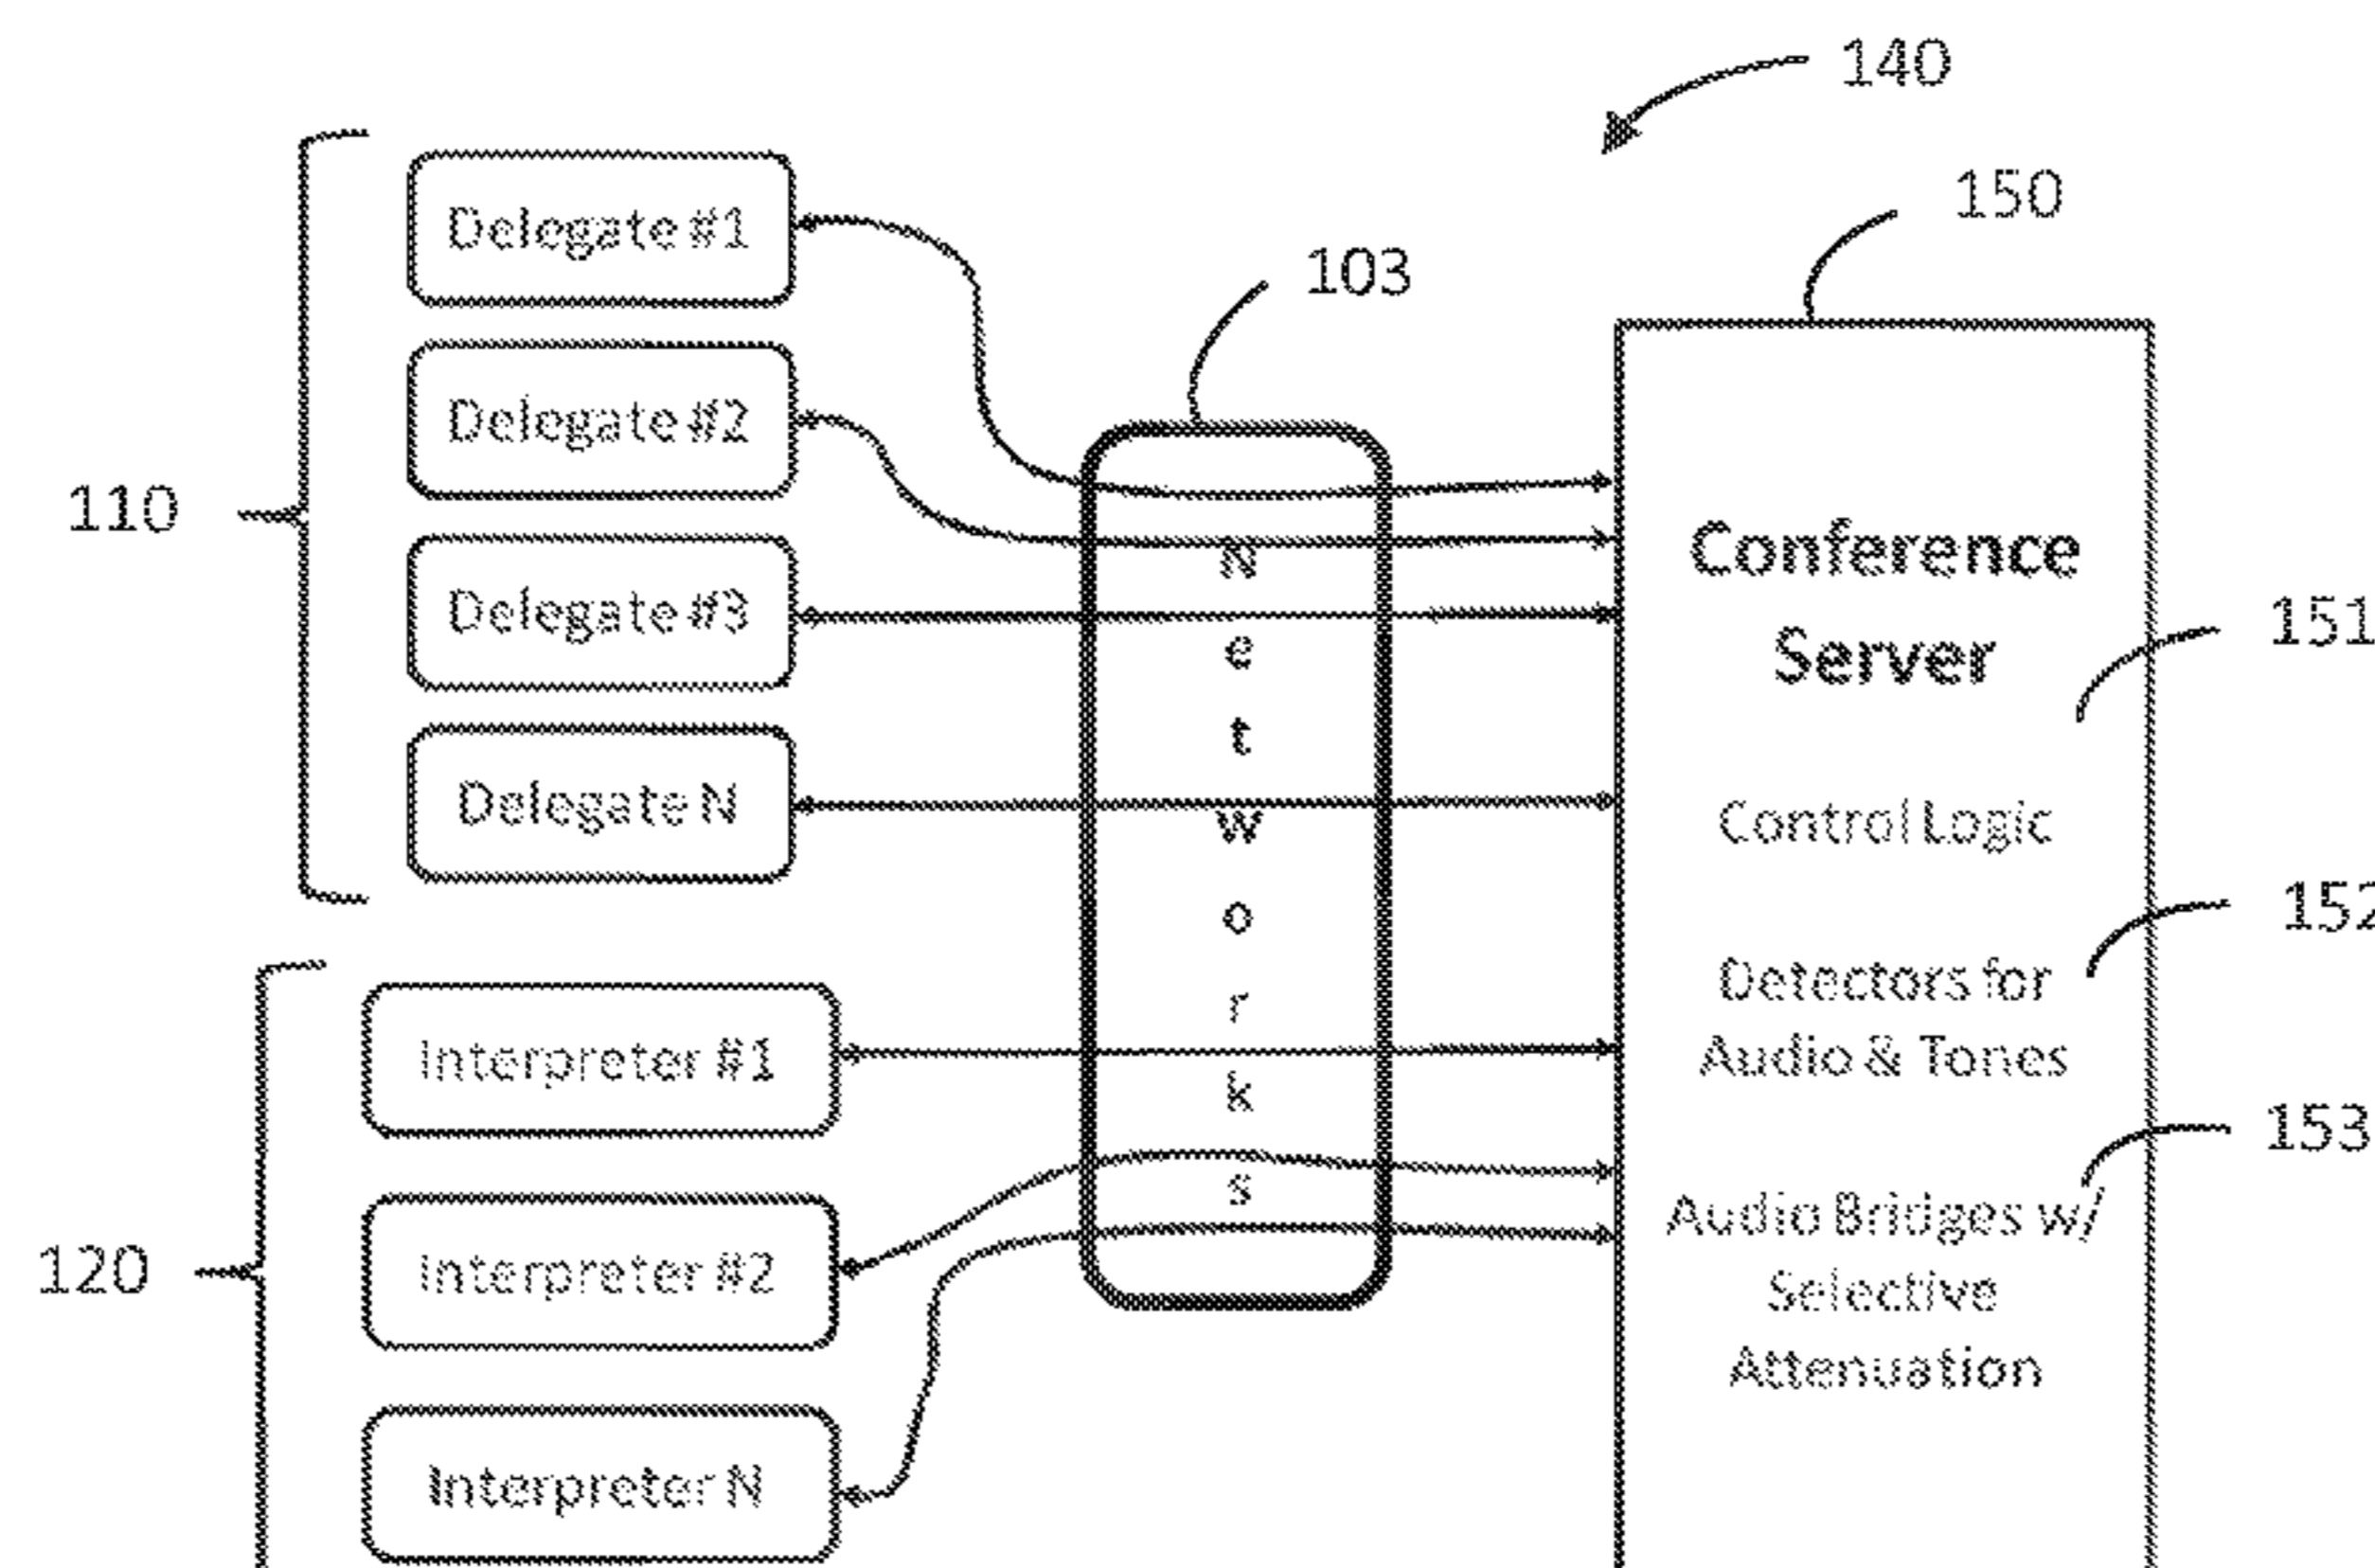 140
150
103
Delegate #1
Delegate #2
110
Delegate #3
Delegate N
Networks
Conference
Server
151
Control Logic
152
Detectors for
Audio & Tones
153
Audio Bridges w/
Selective
Attenuation
120
Interpreter #1
Interpreter #2
Interpreter N